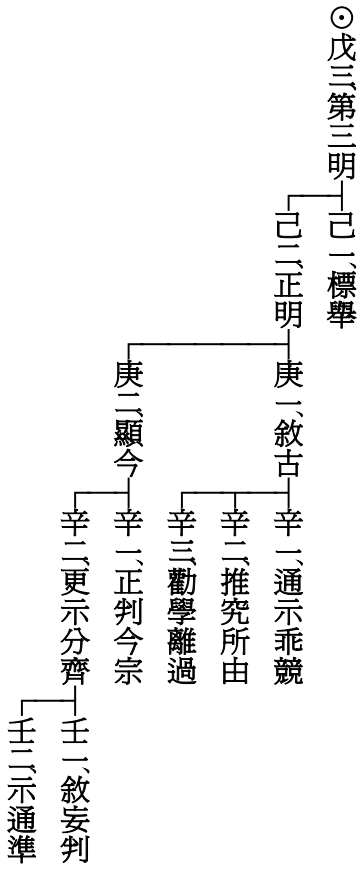 ⊙戊三、第三明
己一、標舉
己二、正明
庚一、敘古
辛一、通示乖競
辛二、推究所由
辛三、勸學離過
庚二、顯今
辛一、正判今宗
辛二、更示分齊
壬一、敘妄判
壬二、示通準